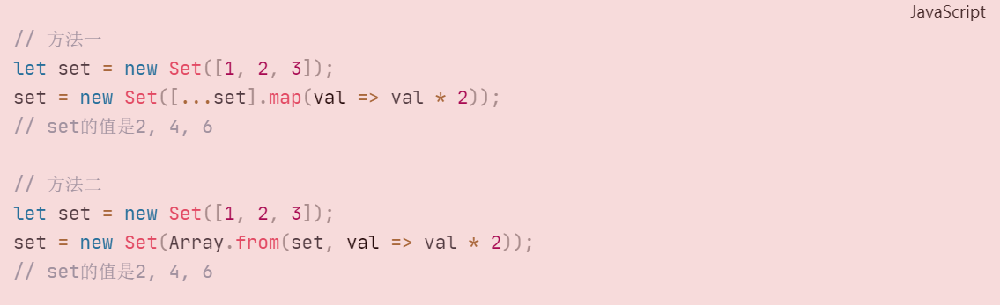 JavaScript
// 方法一
let set = new Set([1, 2, 3]);
set = new Set([...set].map(val => val * 2));
// set的值是2, 4, 6
// 方法二
let set = new Set([1, 2, 3]);
set = new Set(Array.from(set, val => val * 2));
// set的值是2, 4, 6